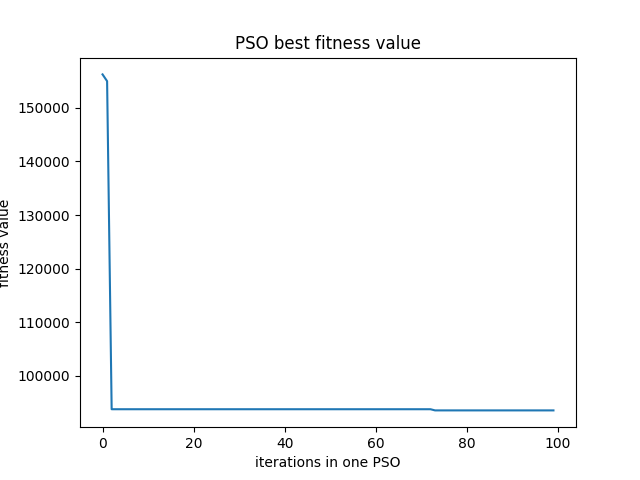 PSO best fitness value
fitness value
150000
140000
130000
120000
110000
100000
0 20 40 60 80 100
iterations in one PSO